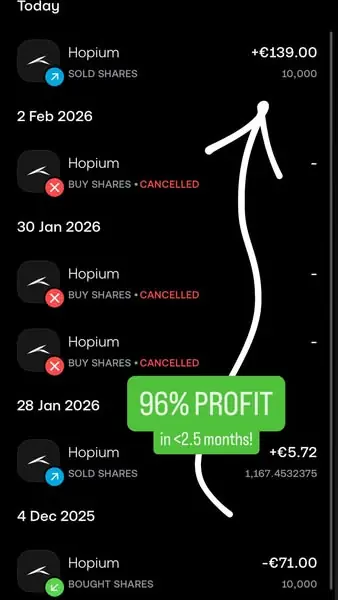 Today
Hopium
+€139.00
SOLD SHARES
10,000
2 Feb 2026
Hopium
-
BUY SHARES • CANCELLED
30 Jan 2026
Hopium
-
BUY SHARES • CANCELLED
Hopium
-
BUY SHARES • CANCELLED
96% PROFIT
in <2.5 months!
28 Jan 2026
Hopium
+€5.72
SOLD SHARES
1,167.4532375
4 Dec 2025
Hopium
-€71.00
BOUGHT SHARES
10,000